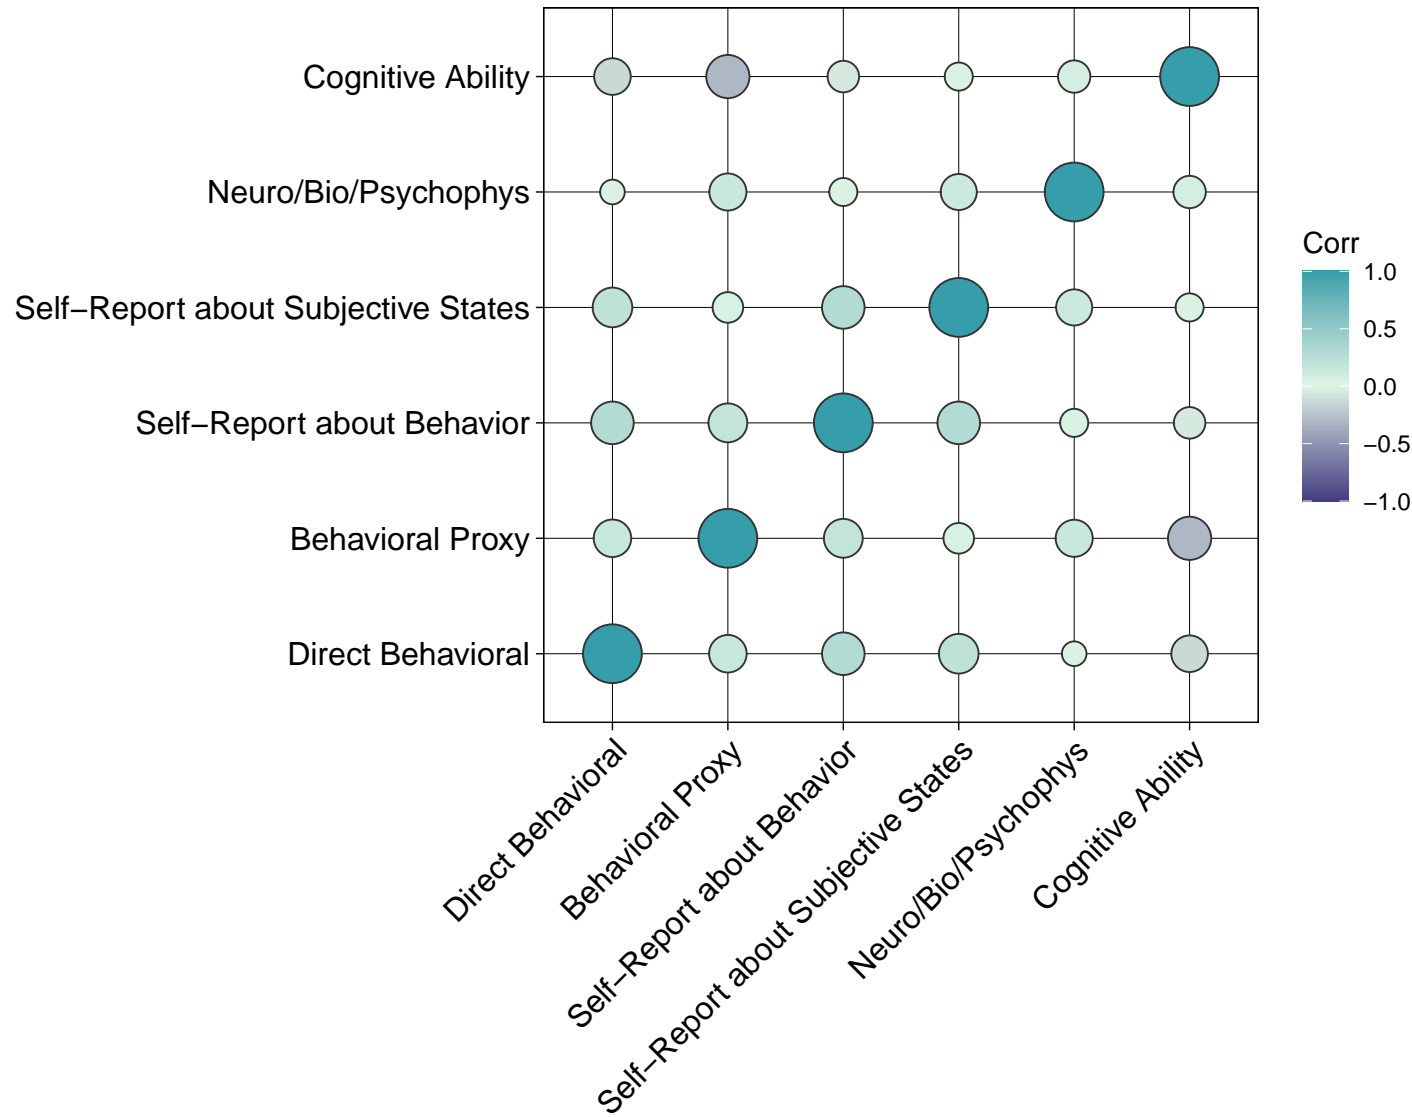 Cognitive Ability
Neuro/Bio/Psychophys
Self−Report about Subjective States
Self−Report about Behavior
Behavioral Proxy
Direct Behavioral
Direct Behavioral
Behavioral Proxy
Self−Report about Behavior
Self−Report about Subjective States
Neuro/Bio/Psychophys
Cognitive Ability
Corr
1.0
0.5
0.0
−0.5
−1.0